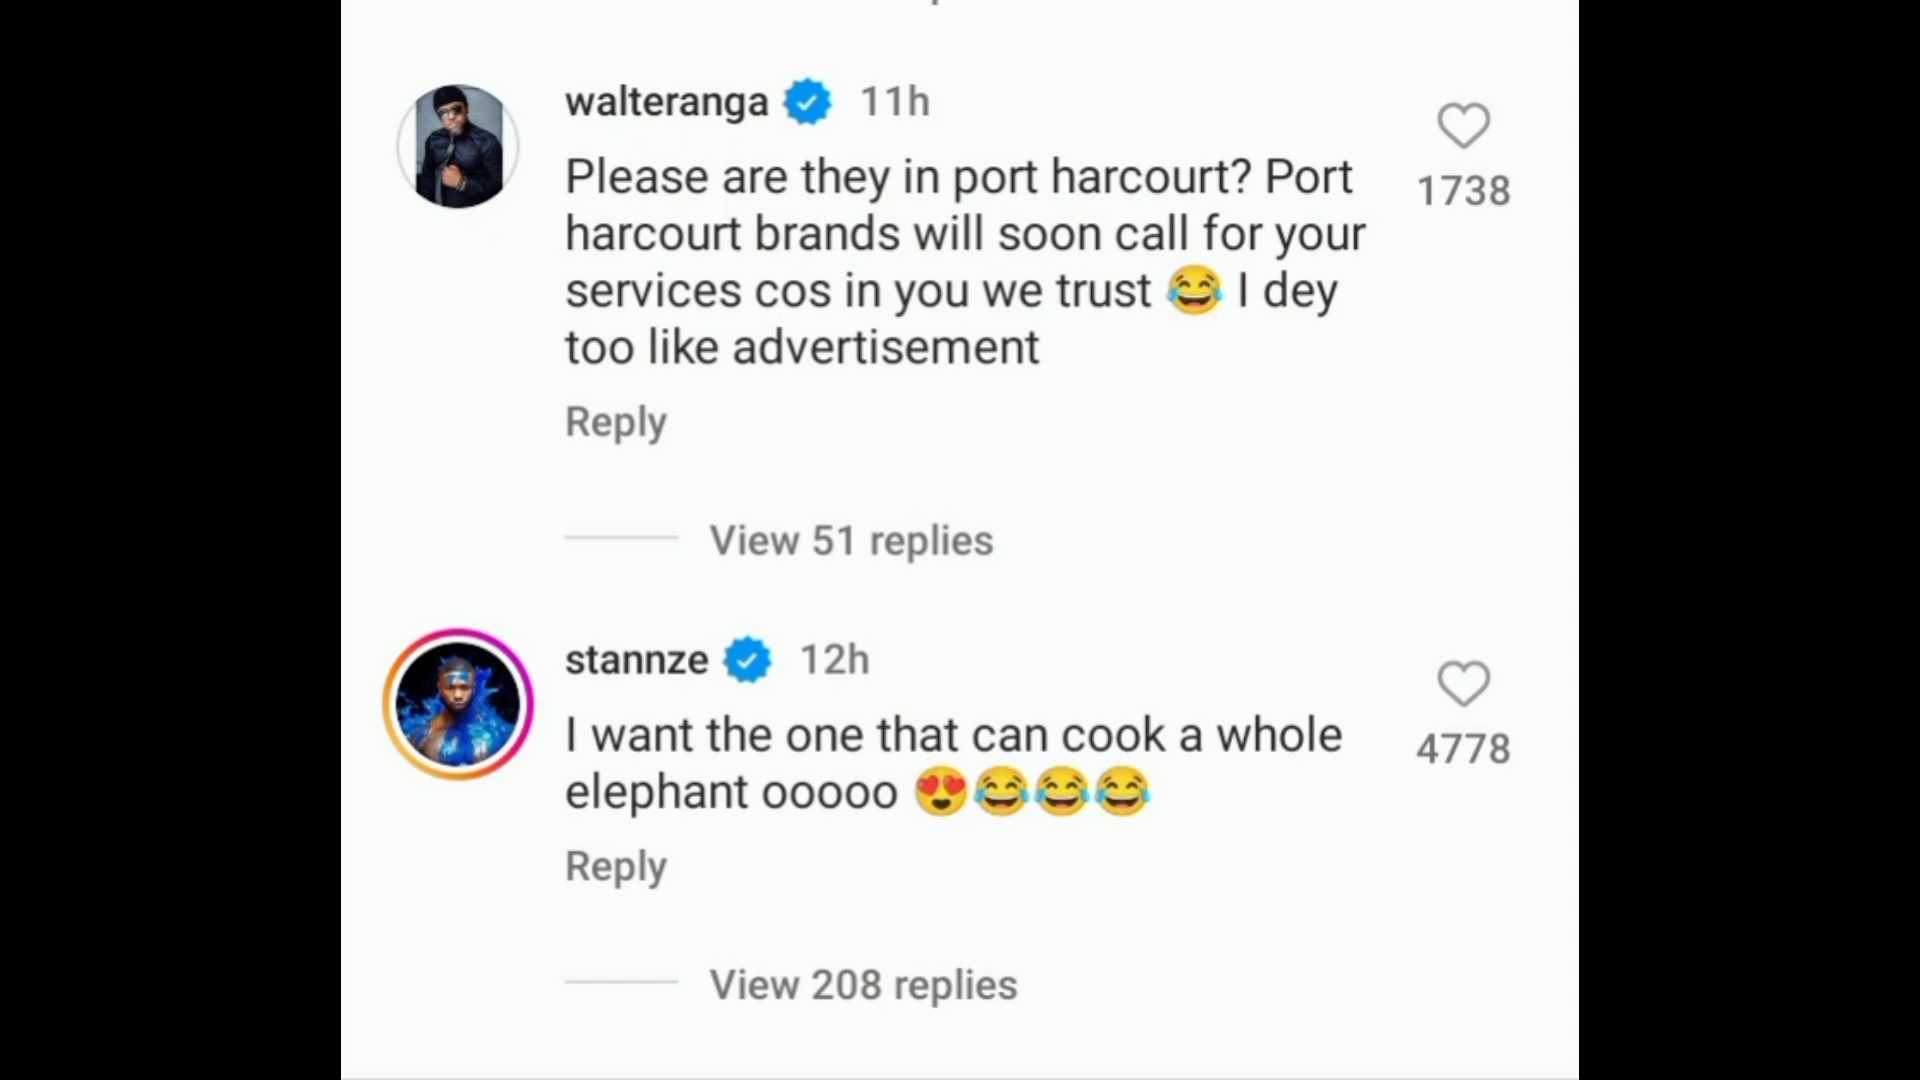 walteranga 11h
Please are they in port harcourt? Port
1738
harcourt brands will soon call for your
services cos in you we trust 😂 I dey
too like advertisement
Reply
View 51 replies
stannze 12h
I want the one that can cook a whole
4778
elephant ooooo 😍😂😂😂
Reply
View 208 replies